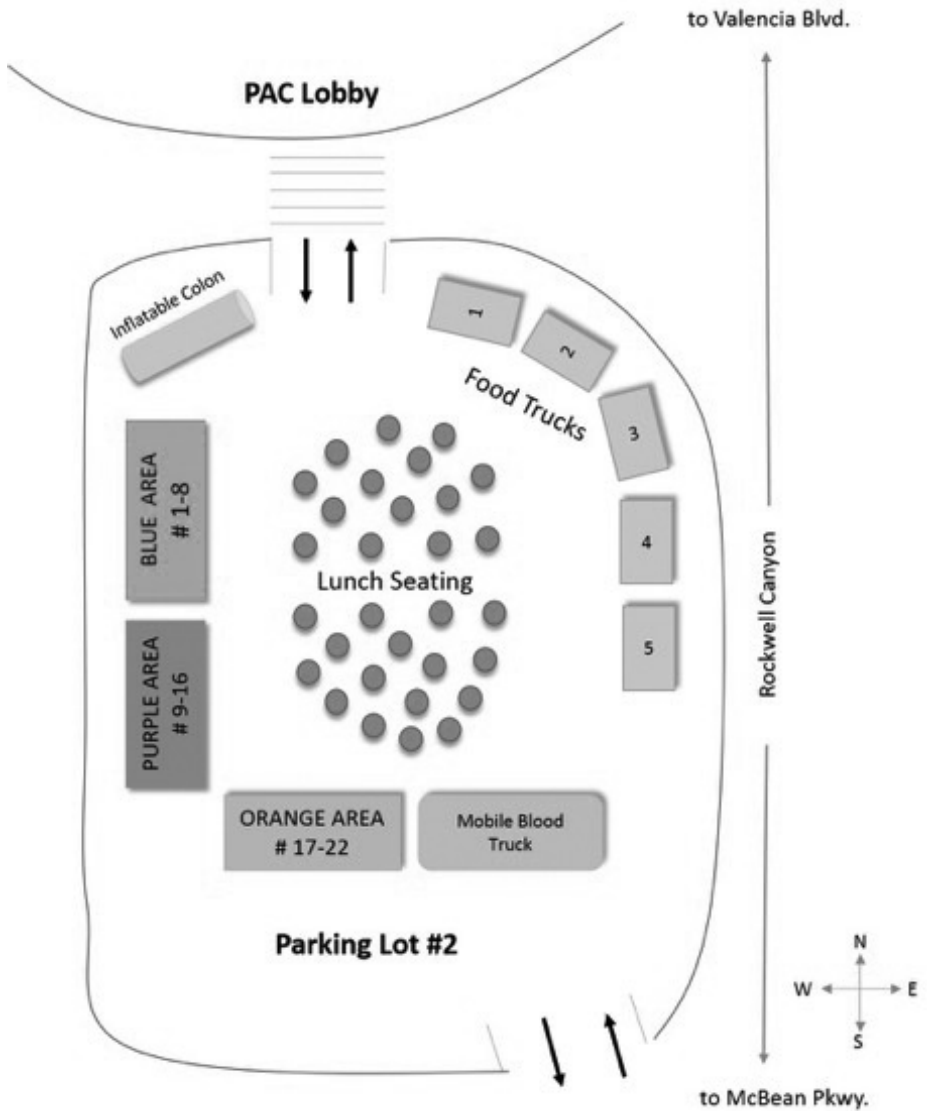 to Valencia Blvd.
PAC Lobby
Inflatable Colon
1
2
Food Trucks
3
BLUE AREA
# 1-8
4
Lunch Seating
5
PURPLE AREA
# 9-16
Rockwell Canyon
ORANGE AREA
# 17-22
Mobile Blood
Truck
Parking Lot #2
N
W
E
S
to McBean Pkwy.